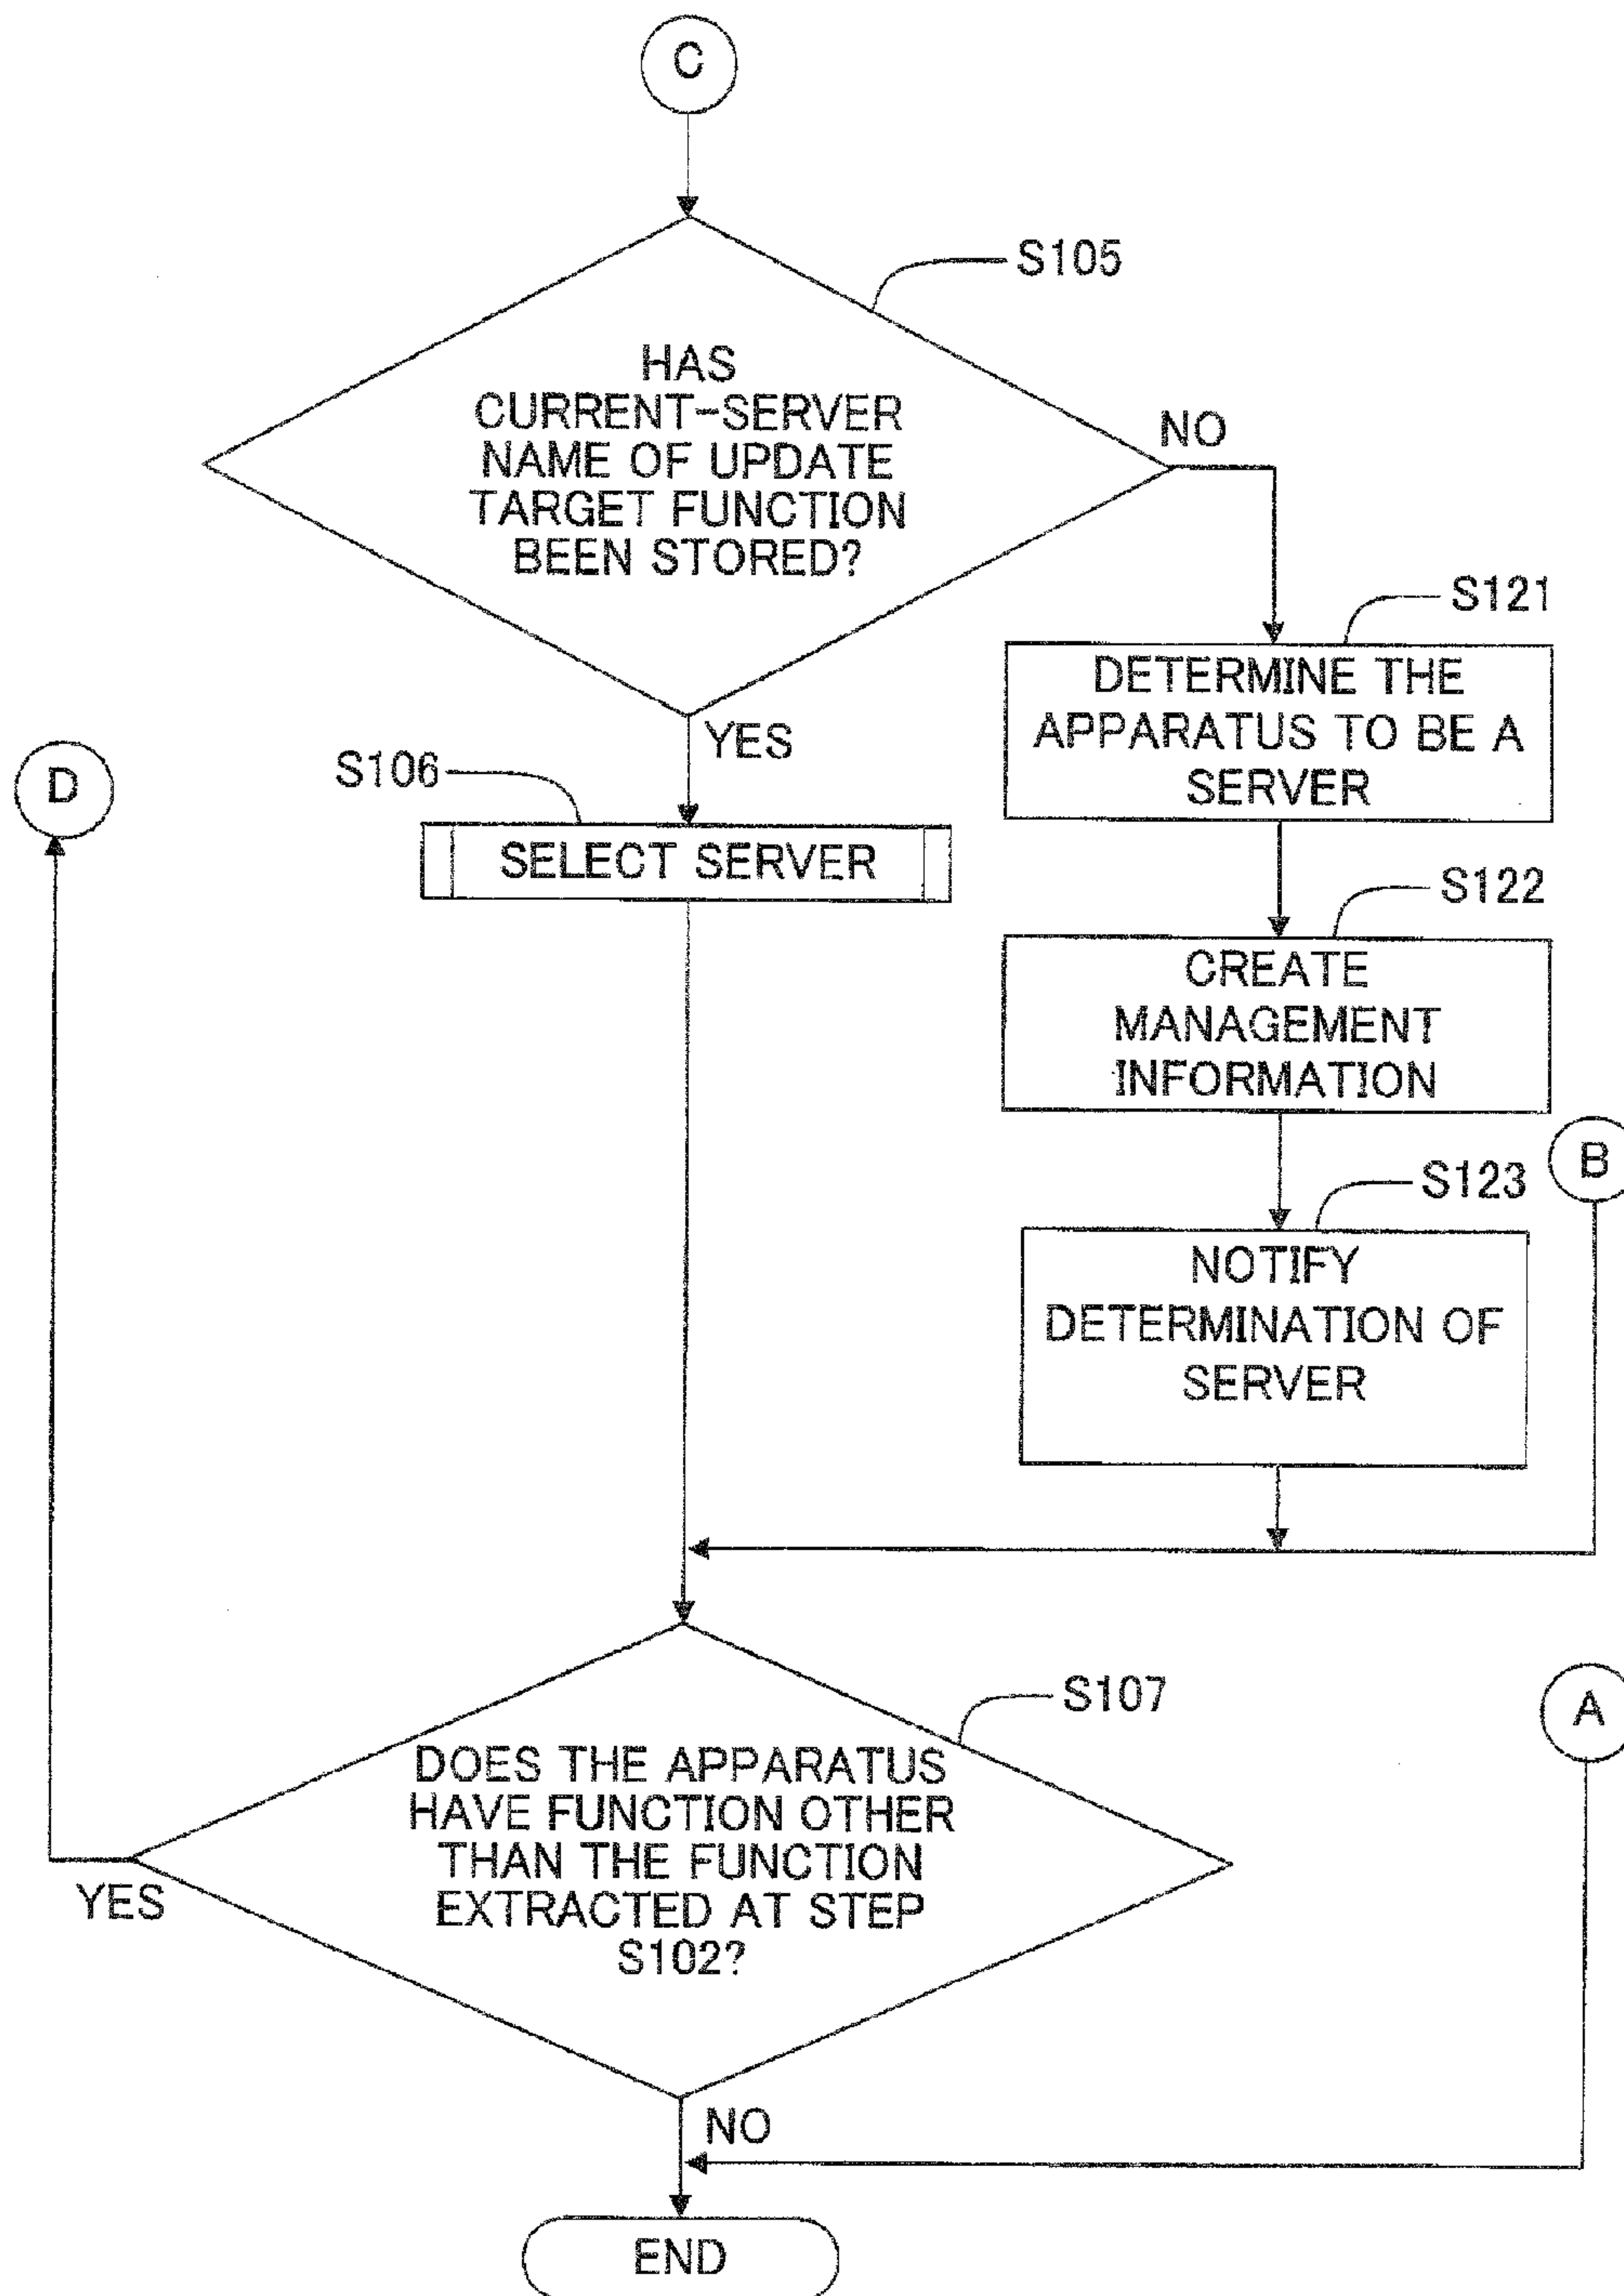 C
S105
HAS
CURRENT-SERVER
NAME OF UPDATE
TARGET FUNCTION
BEEN STORED?
NO
YES
S121
DETERMINE THE
APPARATUS TO BE A
SERVER
D
S106
SELECT SERVER
S122
CREATE
MANAGEMENT
INFORMATION
B
S123
NOTIFY
DETERMINATION OF
SERVER
S107
A
DOES THE APPARATUS
HAVE FUNCTION OTHER
THAN THE FUNCTION
EXTRACTED AT STEP
S102?
YES
NO
END